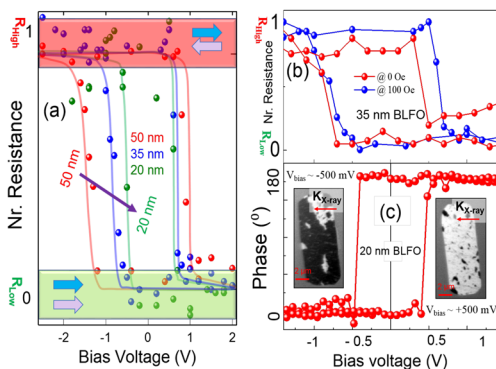 R_High
1
Nr. Resistance
R_Low
0
(a)
50 nm
35 nm
20 nm
50 nm
20 nm
-2 -1 0 1 2
Bias Voltage (V)
R_High
1
Nr. Resistance
R_Low
0
(b)
@ 0 Oe
@ 100 Oe
35 nm BLFO
180
Phase (⁰)
0
V_bias ~ -500 mV
K_X-ray
(c)
20 nm BLFO
K_X-ray
V_bias ~ +500 mV
-1 -0.5 0.5 1
Bias voltage (V)